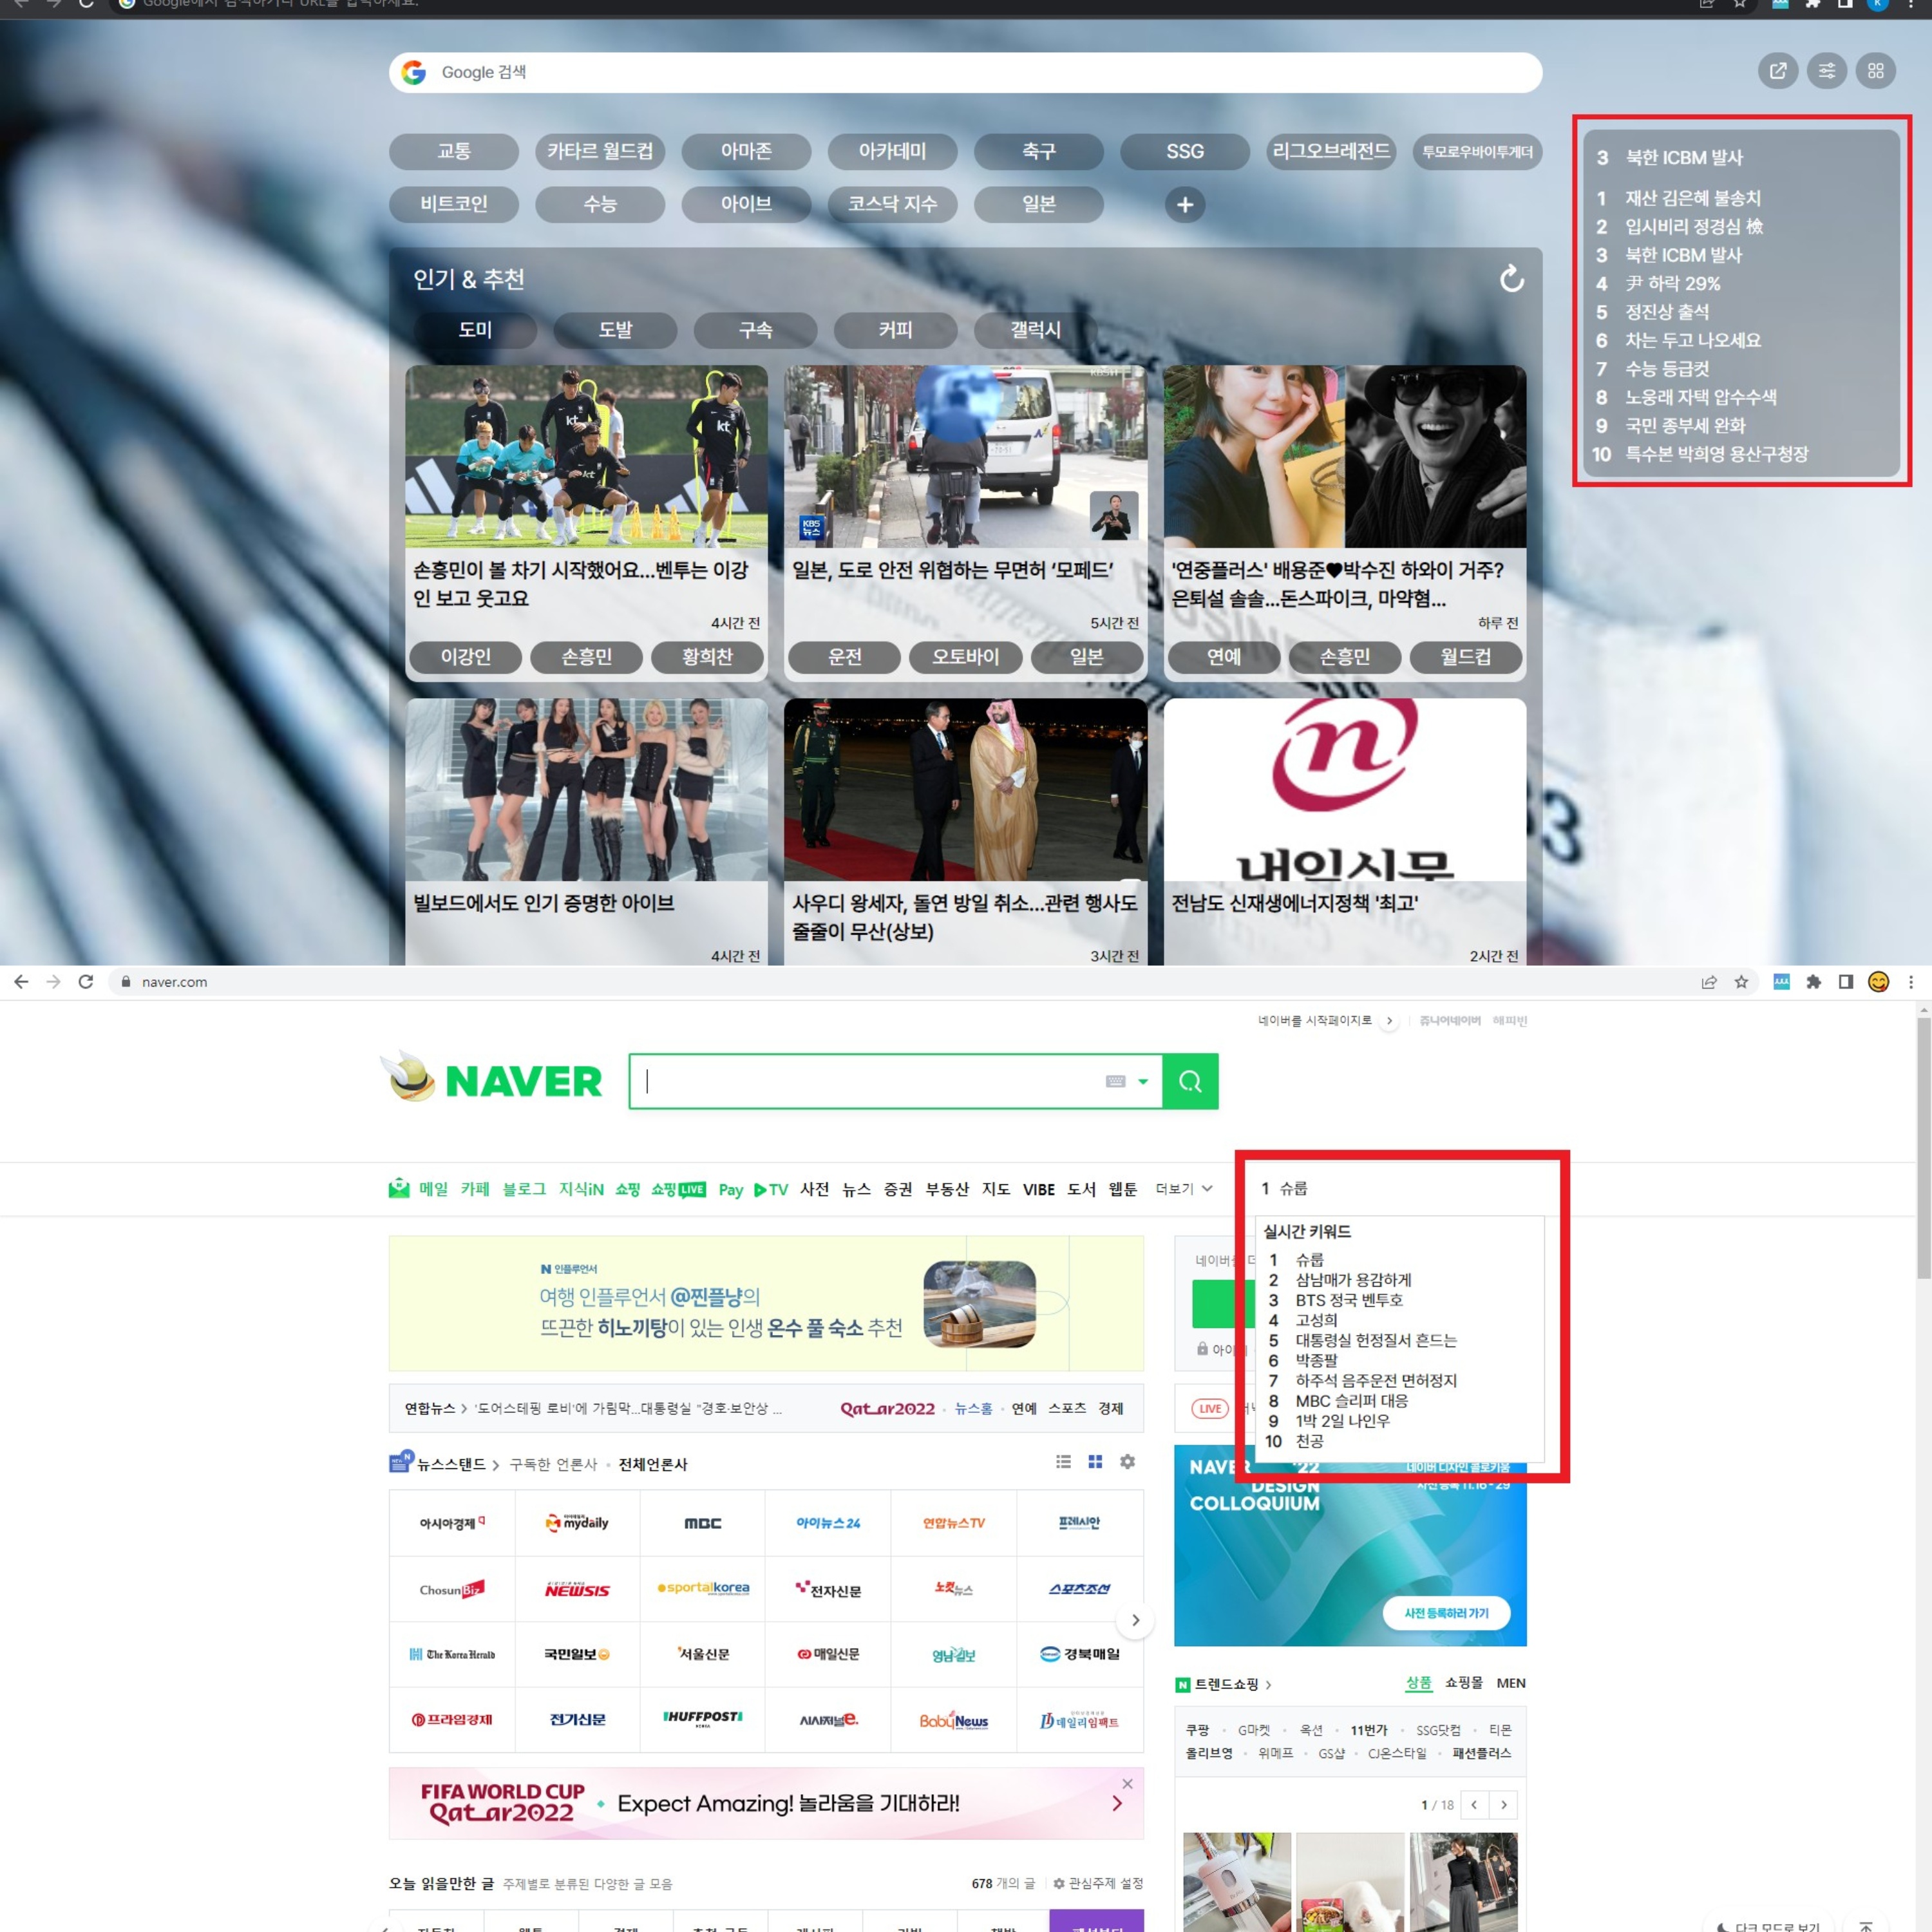 Google에서 검색하거나 URL을 입력하세요.
Google 검색
교통 카타르 월드컵 아마존 아카데미 축구 SSG 리그오브레전드 투모로우바이투게더
비트코인 수능 아이브 코스닥 지수 일본 +
3 북한 ICBM 발사
1 재산 김은혜 불송치
2 입시비리 정경심 檢
3 북한 ICBM 발사
4 尹 하락 29%
5 정진상 출석
6 차는 두고 나오세요
7 수능 등급컷
8 노웅래 자택 압수수색
9 국민 종부세 완화
10 특수본 박희영 용산구청장
인기 & 추천
도미 도발 구속 커피 갤럭시
kt
kt
kt
KBS 뉴스
손흥민이 볼 차기 시작했어요...벤투는 이강
인 보고 웃고요
4시간 전
이강인 손흥민 황희찬
일본, 도로 안전 위협하는 무면허 ‘모페드’
5시간 전
운전 오토바이 일본
'연중플러스' 배용준♥박수진 하와이 거주?
은퇴설 솔솔...돈스파이크, 마약혐...
하루 전
연예 손흥민 월드컵
빌보드에서도 인기 증명한 아이브
4시간 전
사우디 왕세자, 돌연 방일 취소...관련 행사도
줄줄이 무산(상보)
3시간 전
내일신문
전남도 신재생에너지정책 '최고'
2시간 전
naver.com
네이버를 시작페이지로 쥬니어네이버 해피빈
NAVER
메일 카페 블로그 지식iN 쇼핑 쇼핑LIVE Pay TV 사전 뉴스 증권 부동산 지도 VIBE 도서 웹툰 더보기
1 슈룹
실시간 키워드
1 슈룹
2 삼남매가 용감하게
3 BTS 정국 벤투호
4 고성희
5 대통령실 헌정질서 흔드는
6 박종팔
7 하주석 음주운전 면허정지
8 MBC 슬리퍼 대응
9 1박 2일 나인우
10 천공
N 인플루언서
여행 인플루언서 @찐플냥의
뜨끈한 히노끼탕이 있는 인생 온수 풀 숙소 추천
네이버를 더
아이
연합뉴스 > '도어스테핑 로비'에 가림막...대통령실 "경호·보안상 ...
Qatar2022 · 뉴스홈 · 연예 스포츠 경제
LIVE
뉴스스탠드 > 구독한 언론사 · 전체언론사
아시아경제 mydaily MBC 아이뉴스24 연합뉴스TV 프레시안
ChosunBiz NEWSIS sportalkorea 전자신문 노컷뉴스 스포츠조선
The Korea Herald 국민일보 서울신문 매일신문 영남일보 경북매일
프라임경제 전기신문 HUFFPOST KOREA 시사저널e. BabyNews 데일리임팩트
NAVER '22
DESIGN
COLLOQUIUM
네이버 디자인 콜로키움
사전 등록 11.16 - 29
사전 등록하러 가기
트렌드쇼핑 >
상품 쇼핑몰 MEN
쿠팡 · G마켓 · 옥션 · 11번가 · SSG닷컴 · 티몬
올리브영 · 위메프 · GS샵 · CJ온스타일 · 패션플러스
1 / 18
FIFA WORLD CUP
Qatar2022
Expect Amazing! 놀라움을 기대하라!
오늘 읽을만한 글 주제별로 분류된 다양한 글 모음
678 개의 글 관심주제 설정
다크 모드로 보기